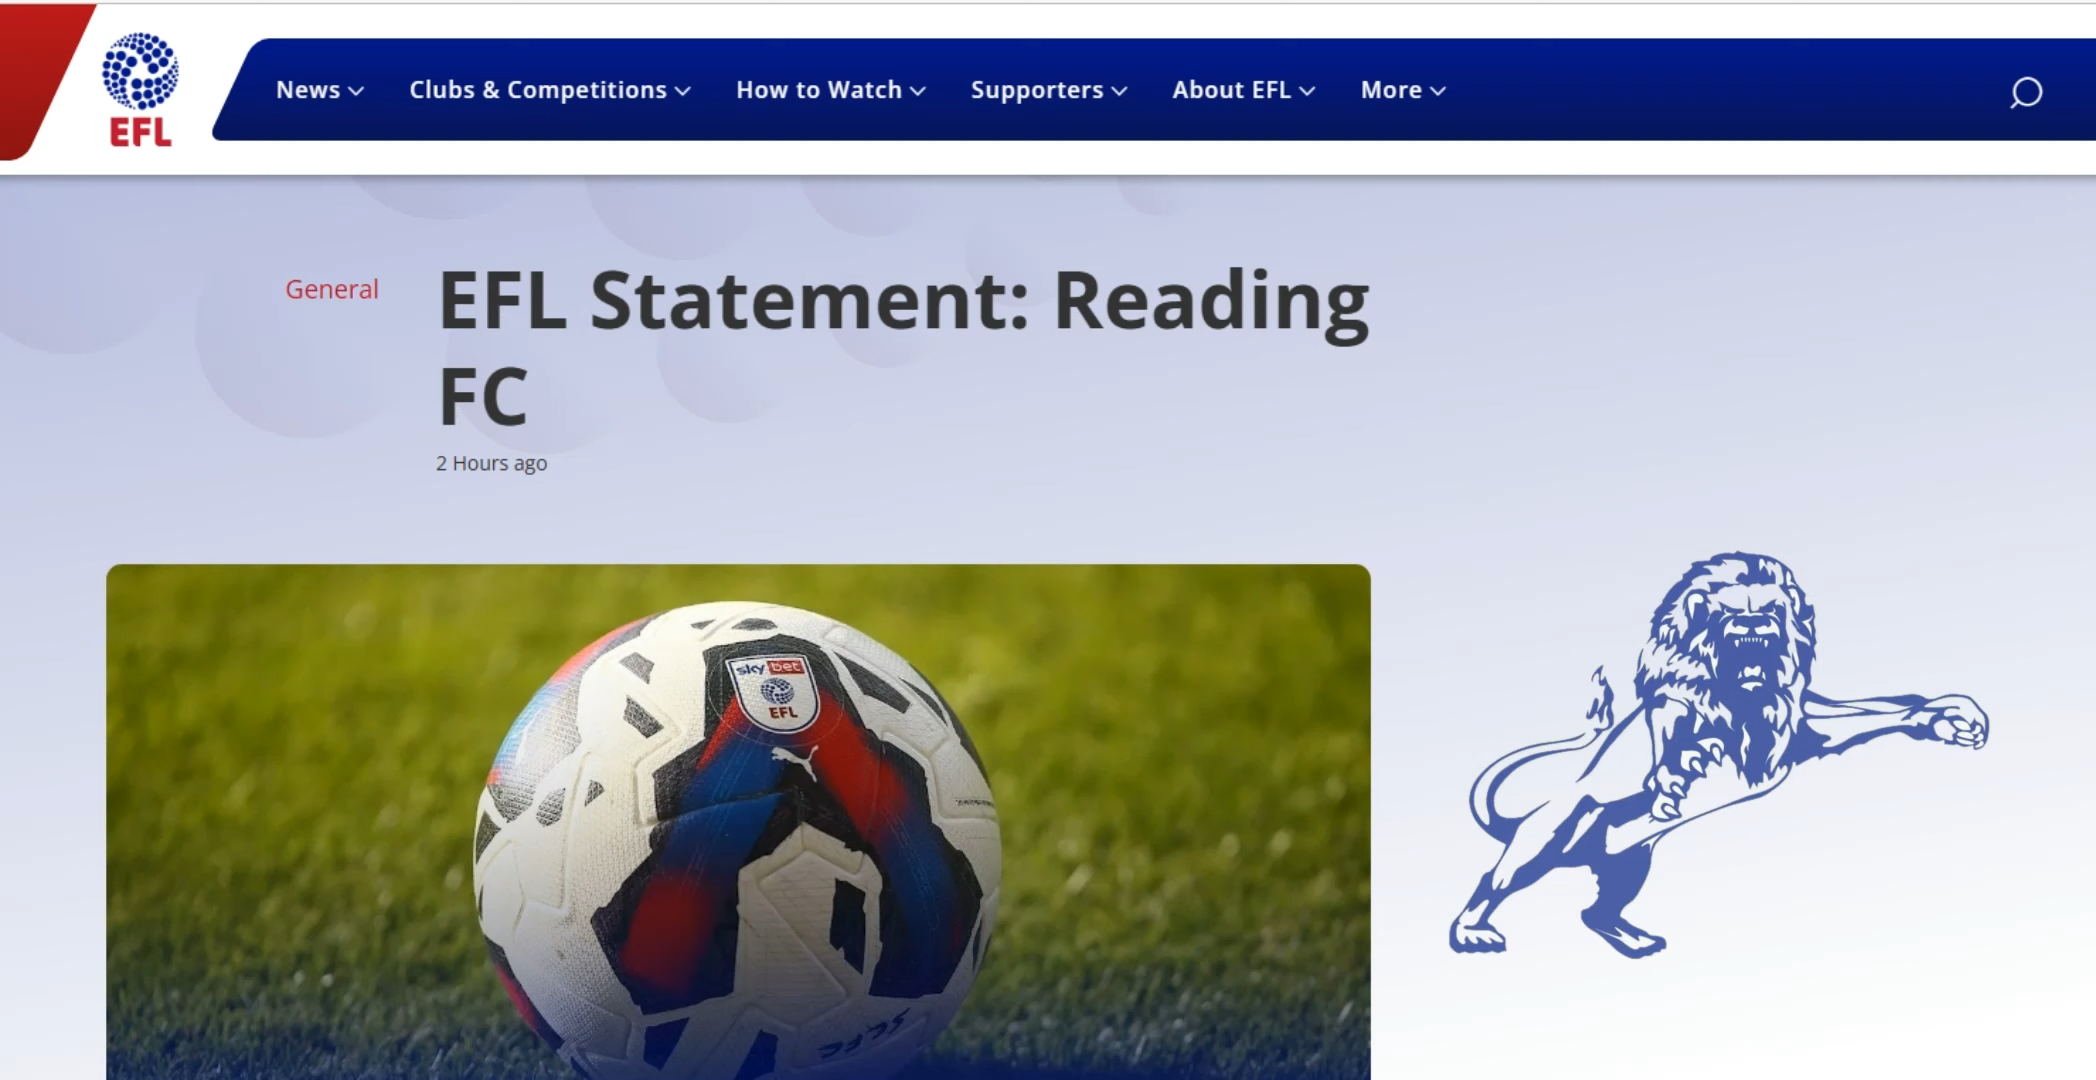 EFL
News
Clubs & Competitions
How to Watch
Supporters
About EFL
More
General
EFL Statement: Reading
FC
2 Hours ago
sky bet
EFL
SCFC